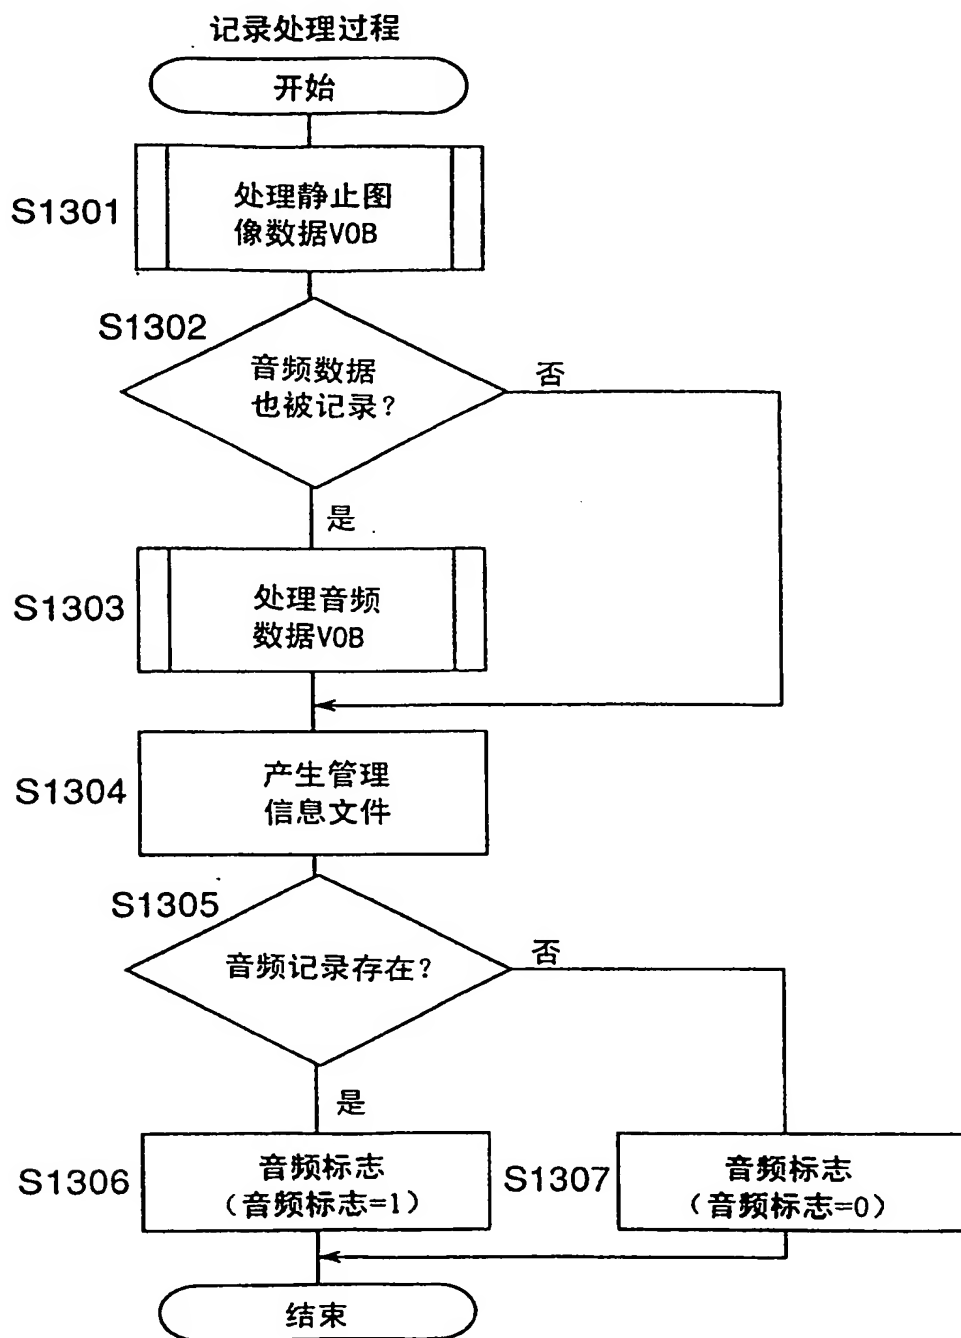 记录处理过程
开始
S1301
处理静止图
像数据VOB
S1302
音频数据
也被记录?
否
是
S1303
处理音频
数据VOB
S1304
产生管理
信息文件
S1305
音频记录存在?
否
是
S1306
音频标志
(音频标志=1)
S1307
音频标志
(音频标志=0)
结束